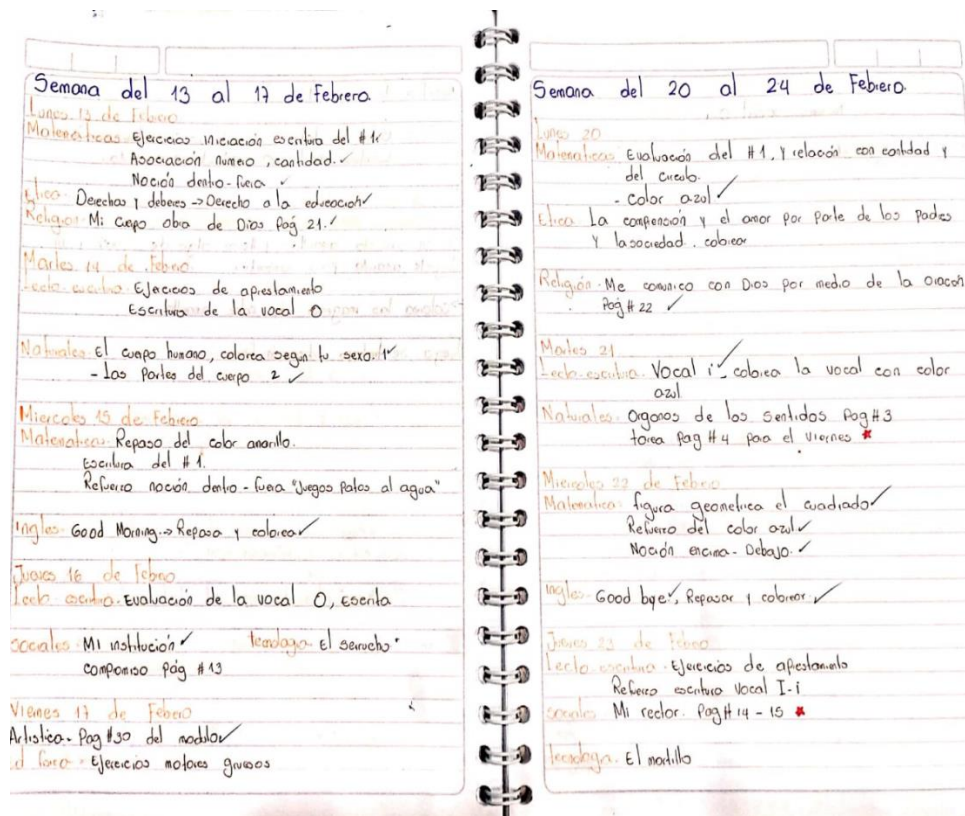 Semana del 13 al 17 de Febrero.
Lunes 13 de Febrero
Matematicas Ejercicios iniciación escritura del #1✓
Asociación numero, cantidad.✓
Noción dentro-fuera ✓
Etica. Derechos y deberes → Derecho a la educación✓
Religion. Mi cuerpo obra de Dios Pág 21.✓
Martes 14 de Febrero
Lecto-escritura. Ejercicios de aprestamiento
Escritura de la vocal O
Naturales El cuerpo humano, colorea según tu sexo.1✓
- Las Partes del cuerpo 2 ✓
Miercoles 15 de Febrero
Matematicas. Repaso del color amarillo.
Escritura del #1.
Refuerzo noción dentro-fuera "Juegos Patos al agua"
Ingles. Good Morning.→ Repasa y colorea✓
Jueves 16 de Febrero
Lecto escritura. Evaluación de la vocal O, Escrita
sociales. Mi institución✓ tecnologia. El serrucho
compromiso Pág #13
Viernes 17 de Febrero
Artistica. Pag #30 del modulo✓
Ed fisica. Ejercicios motores gruesos
Semana del 20 al 24 de Febrero.
Lunes 20
Matematicas Evaluación del #1, Y relación con cantidad y
del circulo.
- Color azul ✓
Etica. La comprensión y el amor por parte de los padres
Y la sociedad. colorear
Religión. Me comunico con Dios por medio de la oración
Pág #22 ✓
Martes 21
Lecto-escritura. Vocal i✓ colorea la vocal con color
azul
Naturales. Organos de los sentidos Pag#3
tarea Pag #4 para el viernes *
Miercoles 22 de Febrero
Matematica figura geometrica el cuadrado✓
Refuerzo del color azul✓
Noción encima-Debajo.✓
Ingles. Good bye✓, Repasar y colorear✓
Jueves 23 de Febrero
Lecto escritura. Ejercicios de aprestamiento
Refuerzo escritura Vocal I-i
sociales Mi rector. Pag#14-15 *
tecnologia. El martillo